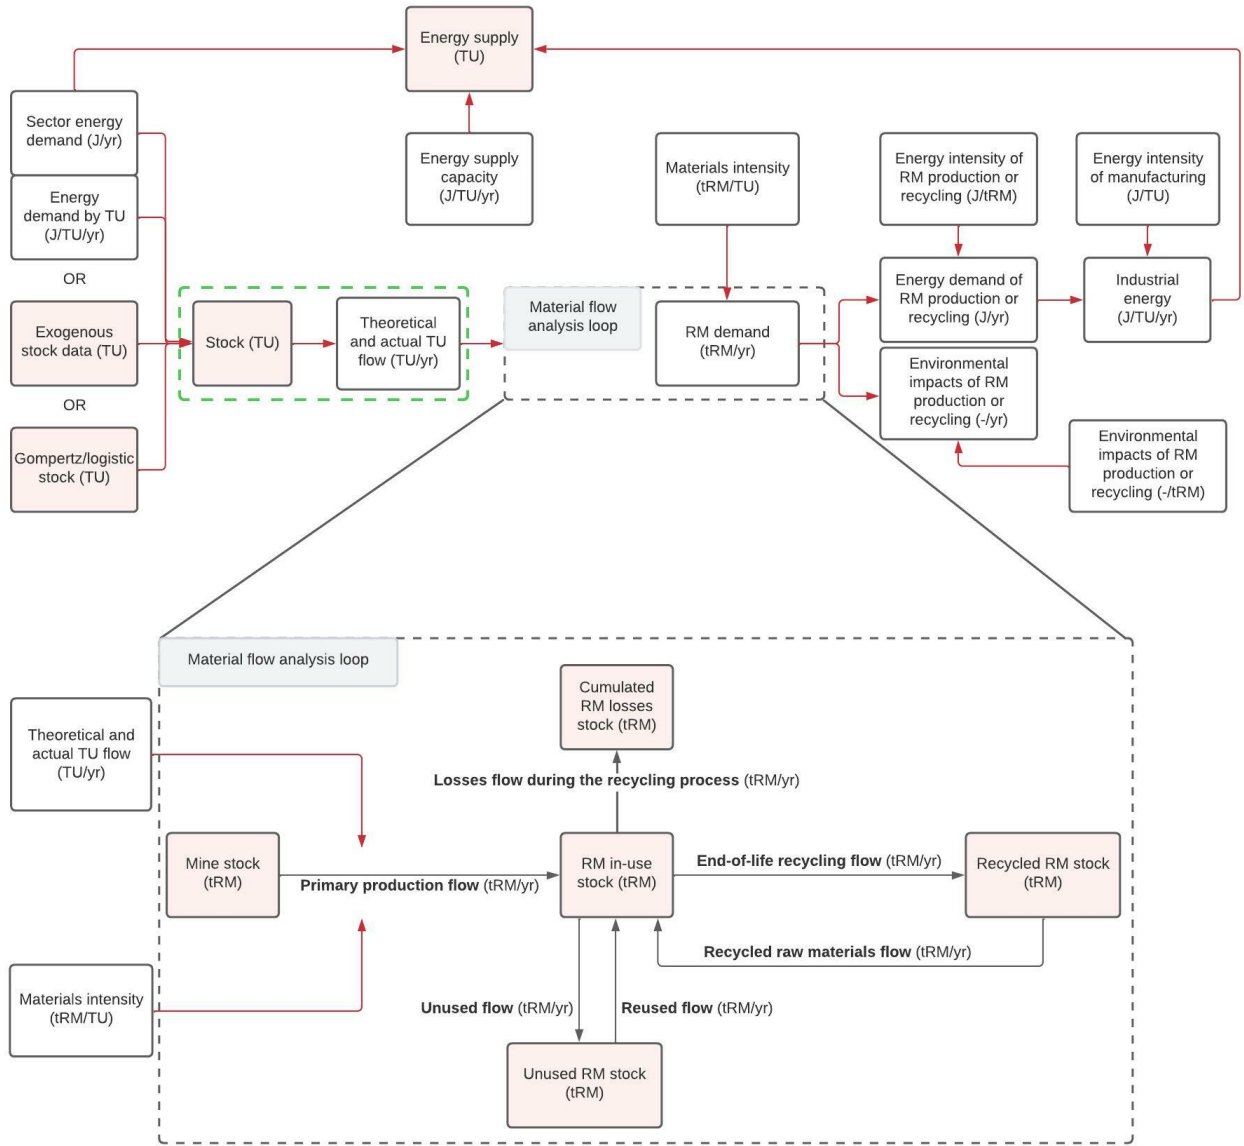 Energy supply
(TU)
Sector energy
demand (J/yr)
Energy
demand by TU
(J/TU/yr)
OR
Exogenous
stock data (TU)
OR
Gompertz/logistic
stock (TU)
Energy supply
capacity
(J/TU/yr)
Stock (TU)
Theoretical
and actual TU
flow (TU/yr)
Material flow
analysis loop
Materials intensity
(tRM/TU)
RM demand
(tRM/yr)
Energy intensity of
RM production or
recycling (J/tRM)
Energy intensity
of manufacturing
(J/TU)
Energy demand of
RM production or
recycling (J/yr)
Industrial
energy
(J/TU/yr)
Environmental
impacts of RM
production or
recycling (-/yr)
Environmental
impacts of RM
production or
recycling (-/tRM)
Material flow analysis loop
Theoretical and
actual TU flow
(TU/yr)
Cumulated
RM losses
stock (tRM)
Losses flow during the recycling process (tRM/yr)
Mine stock
(tRM)
Primary production flow (tRM/yr)
RM in-use
stock (tRM)
End-of-life recycling flow (tRM/yr)
Recycled RM stock
(tRM)
Recycled raw materials flow (tRM/yr)
Materials intensity
(tRM/TU)
Unused flow (tRM/yr)
Reused flow (tRM/yr)
Unused RM stock
(tRM)